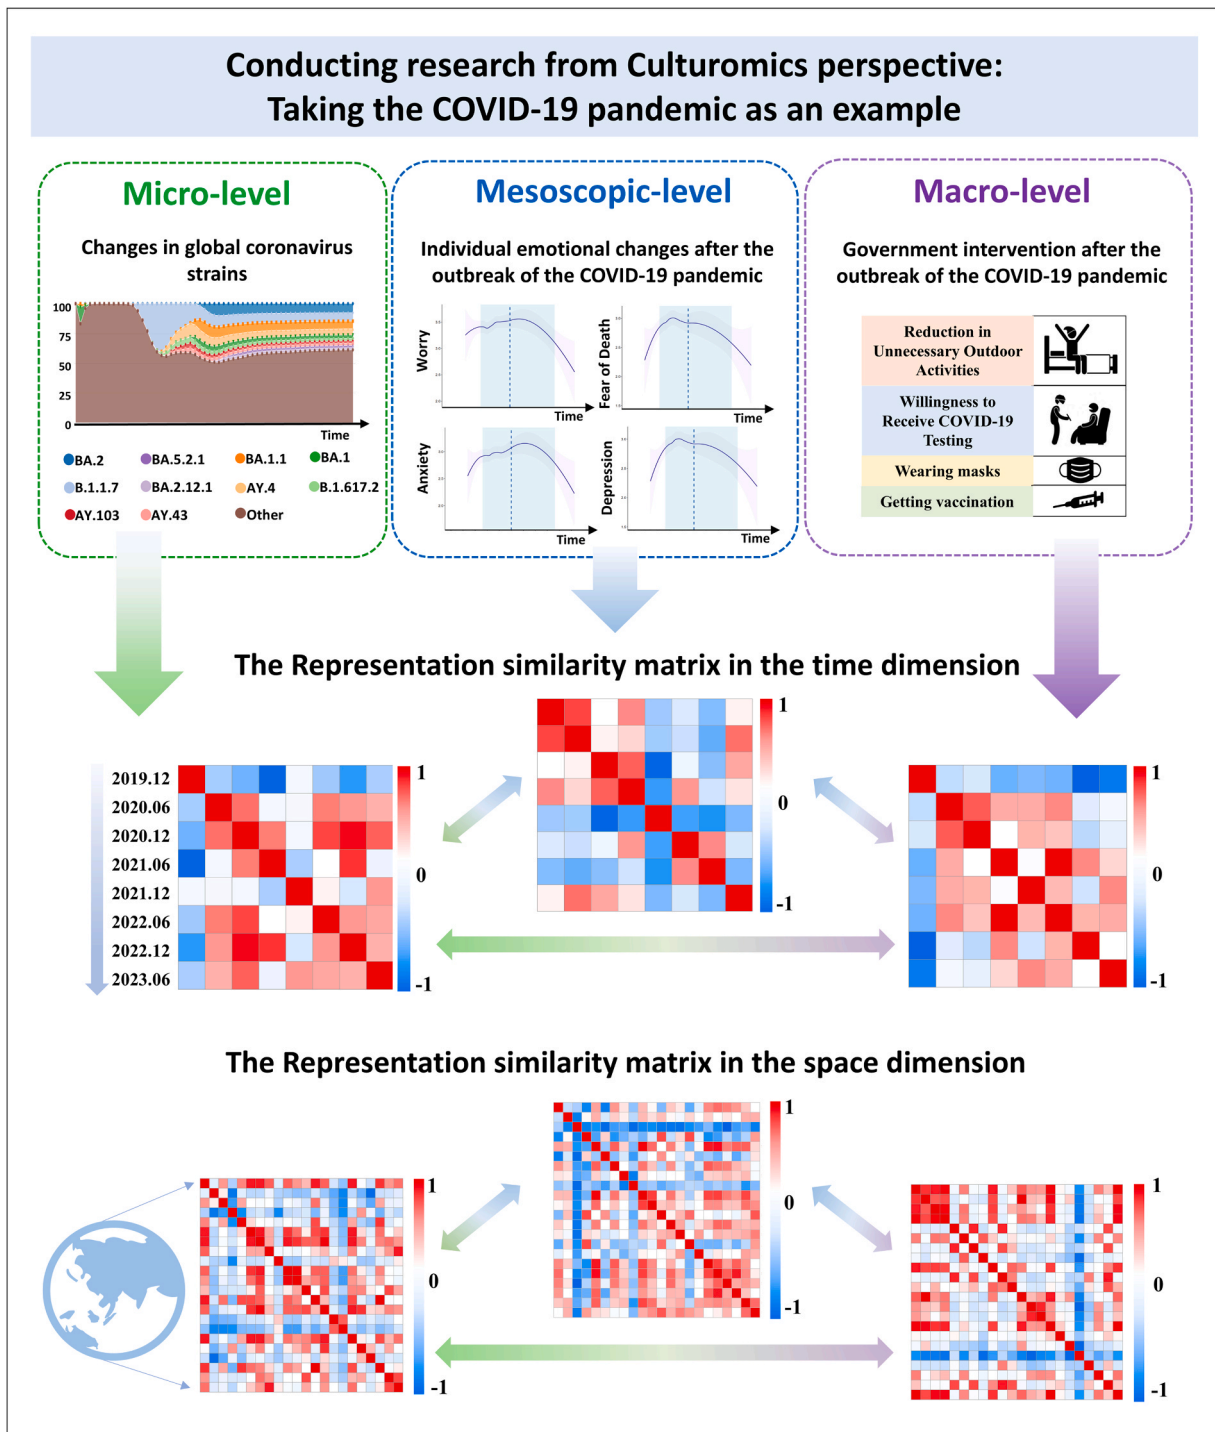 Conducting research from Culturomics perspective:
Taking the COVID-19 pandemic as an example
Micro-level
Changes in global coronavirus
strains
100
75
50
25
0
Time
BA.2
BA.5.2.1
BA.1.1
BA.1
B.1.1.7
BA.2.12.1
AY.4
B.1.617.2
AY.103
AY.43
Other
Mesoscopic-level
Individual emotional changes after the
outbreak of the COVID-19 pandemic
Worry
Time
Fear of Death
Time
Anxiety
Time
Depression
Time
Macro-level
Government intervention after the
outbreak of the COVID-19 pandemic
Reduction in
Unnecessary Outdoor
Activities
Willingness to
Receive COVID-19
Testing
Wearing masks
Getting vaccination
The Representation similarity matrix in the time dimension
2019.12
2020.06
2020.12
2021.06
2021.12
2022.06
2022.12
2023.06
1
0
-1
1
0
-1
1
0
-1
The Representation similarity matrix in the space dimension
1
0
-1
1
0
-1
1
0
-1